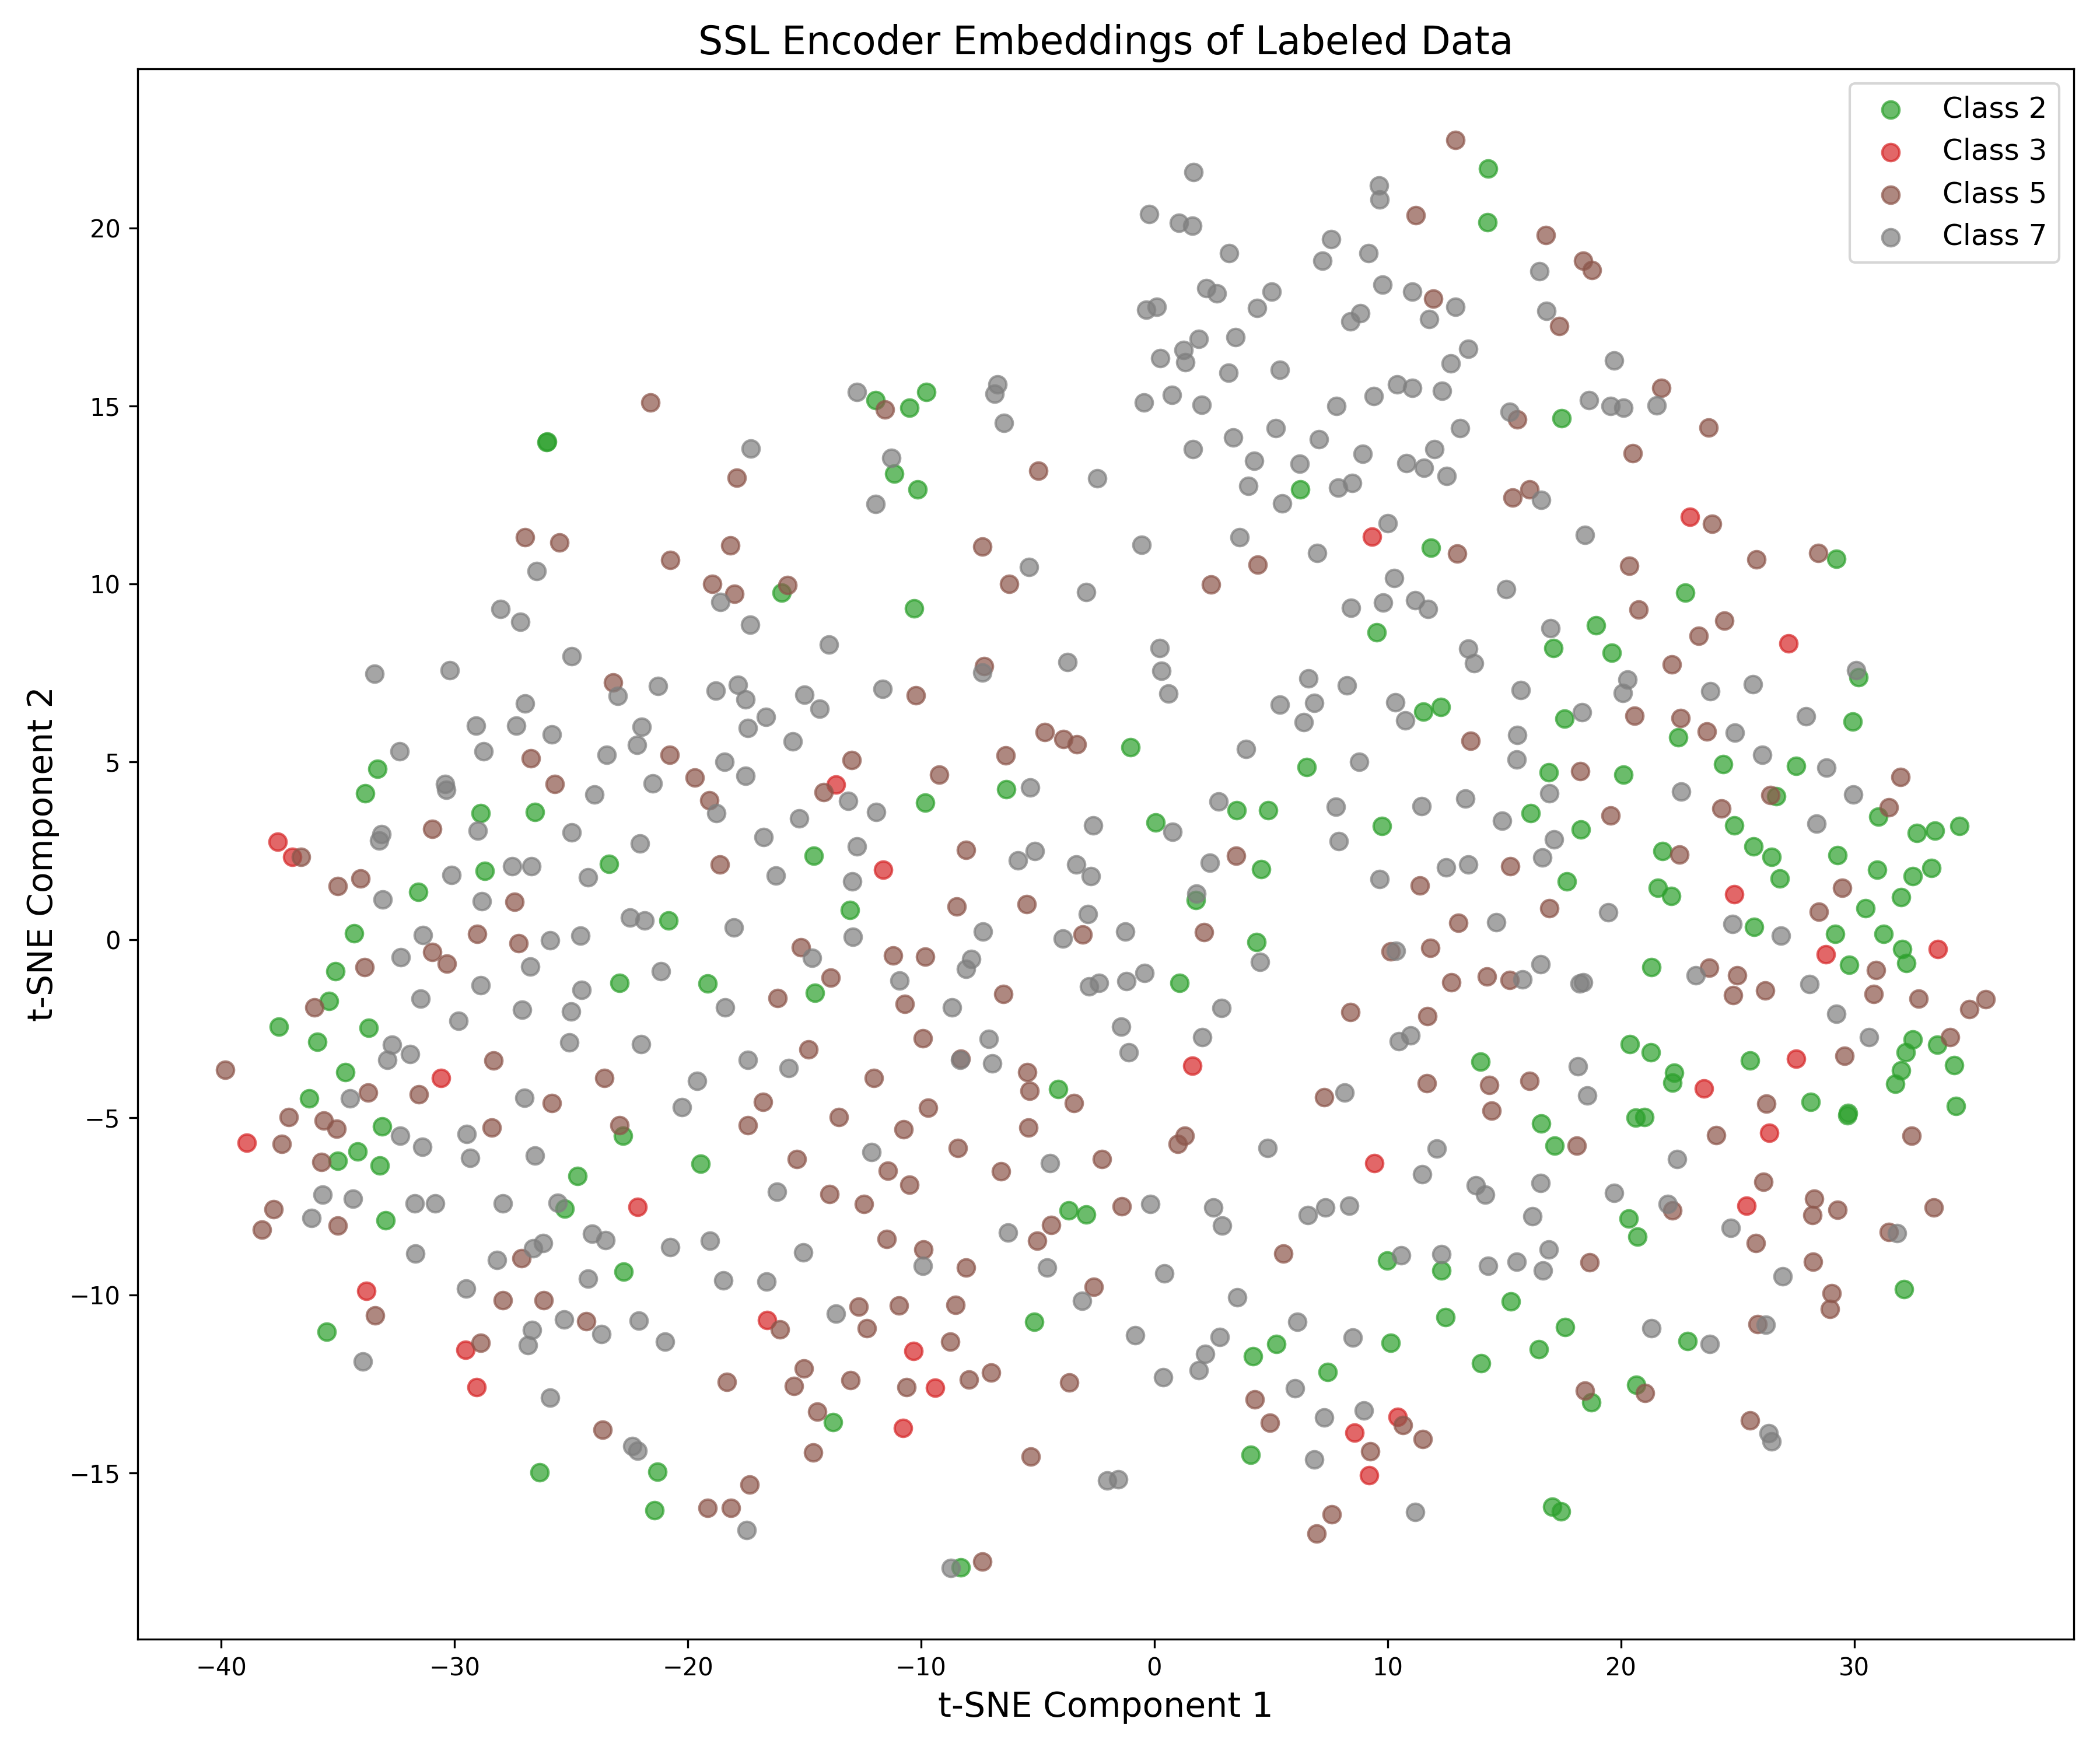 SSL Encoder Embeddings of Labeled Data
Class 2
Class 3
Class 5
Class 7
20
15
10
5
0
−5
−10
−15
t-SNE Component 2
−40 −30 −20 −10 0 10 20 30
t-SNE Component 1